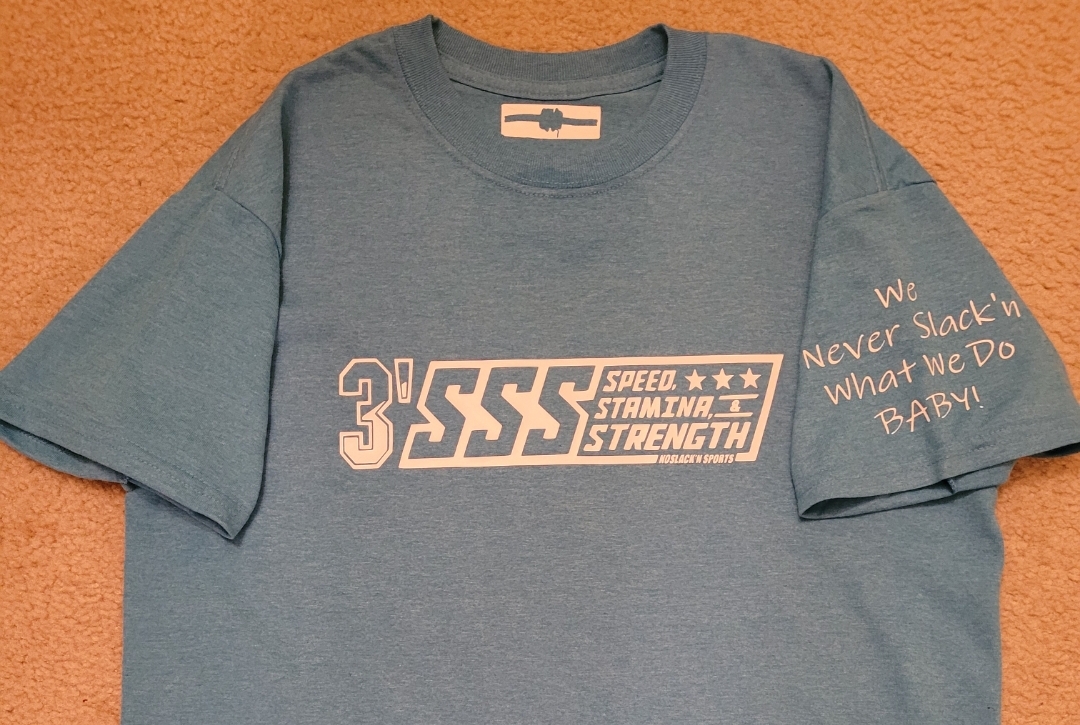 3'SSS
SPEED,
STAMINA, &
STRENGTH
NOSLACK'N SPORTS
We
Never Slack'n
What We Do
BABY!